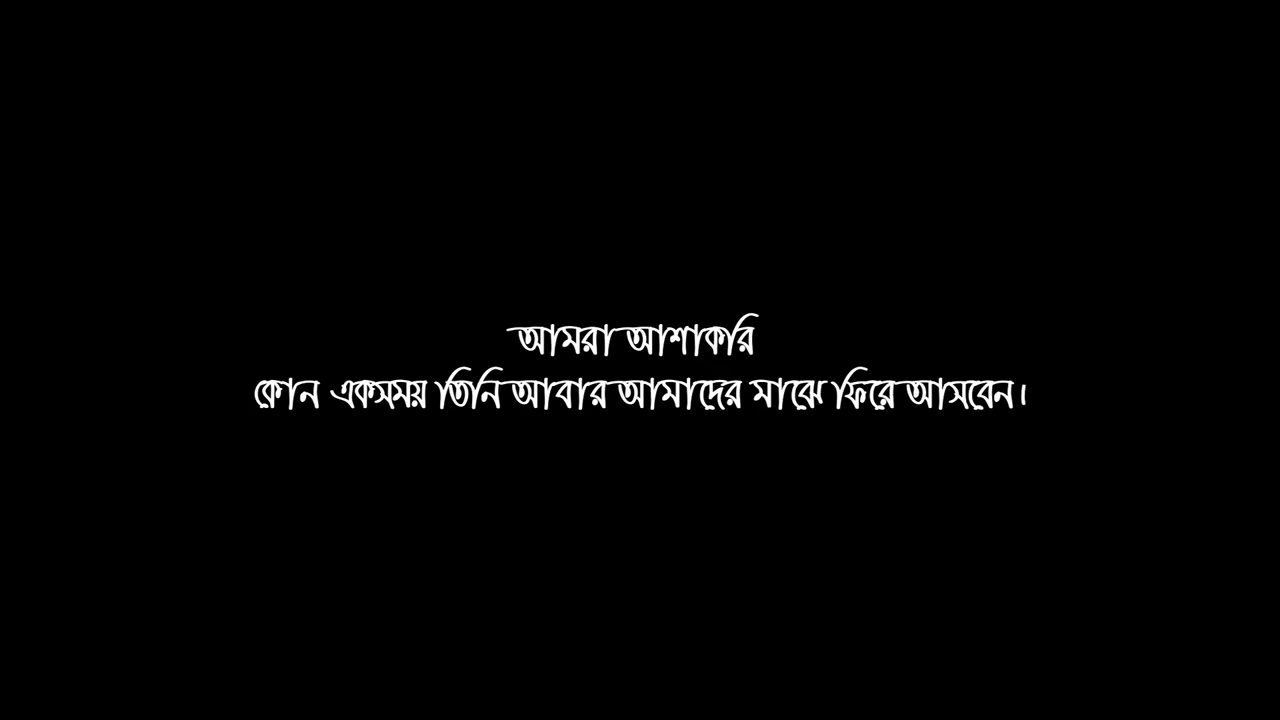 আমরা আশাকরি
কোন একসময় তিনি আবার আমাদের মাঝে ফিরে আসবেন।